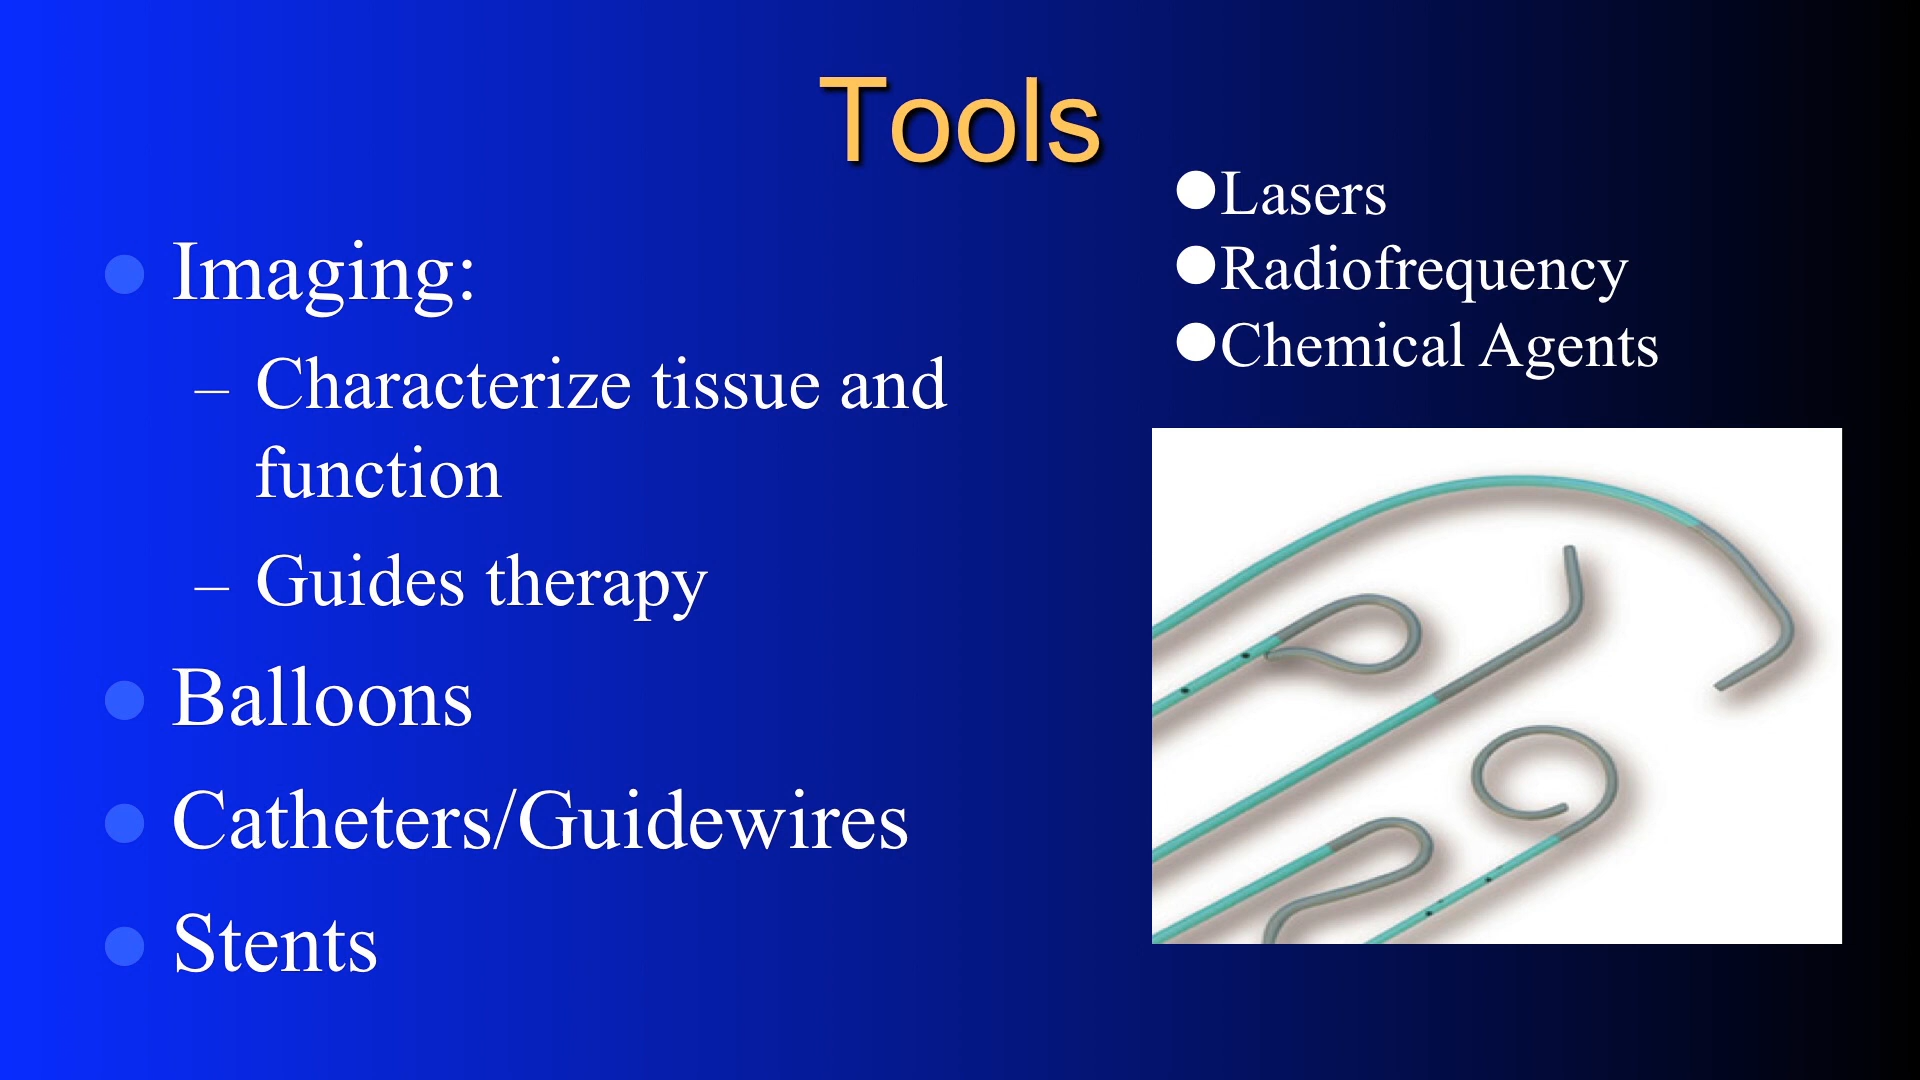 Tools
● Imaging:
– Characterize tissue and
function
– Guides therapy
● Balloons
● Catheters/Guidewires
● Stents
●Lasers
●Radiofrequency
●Chemical Agents